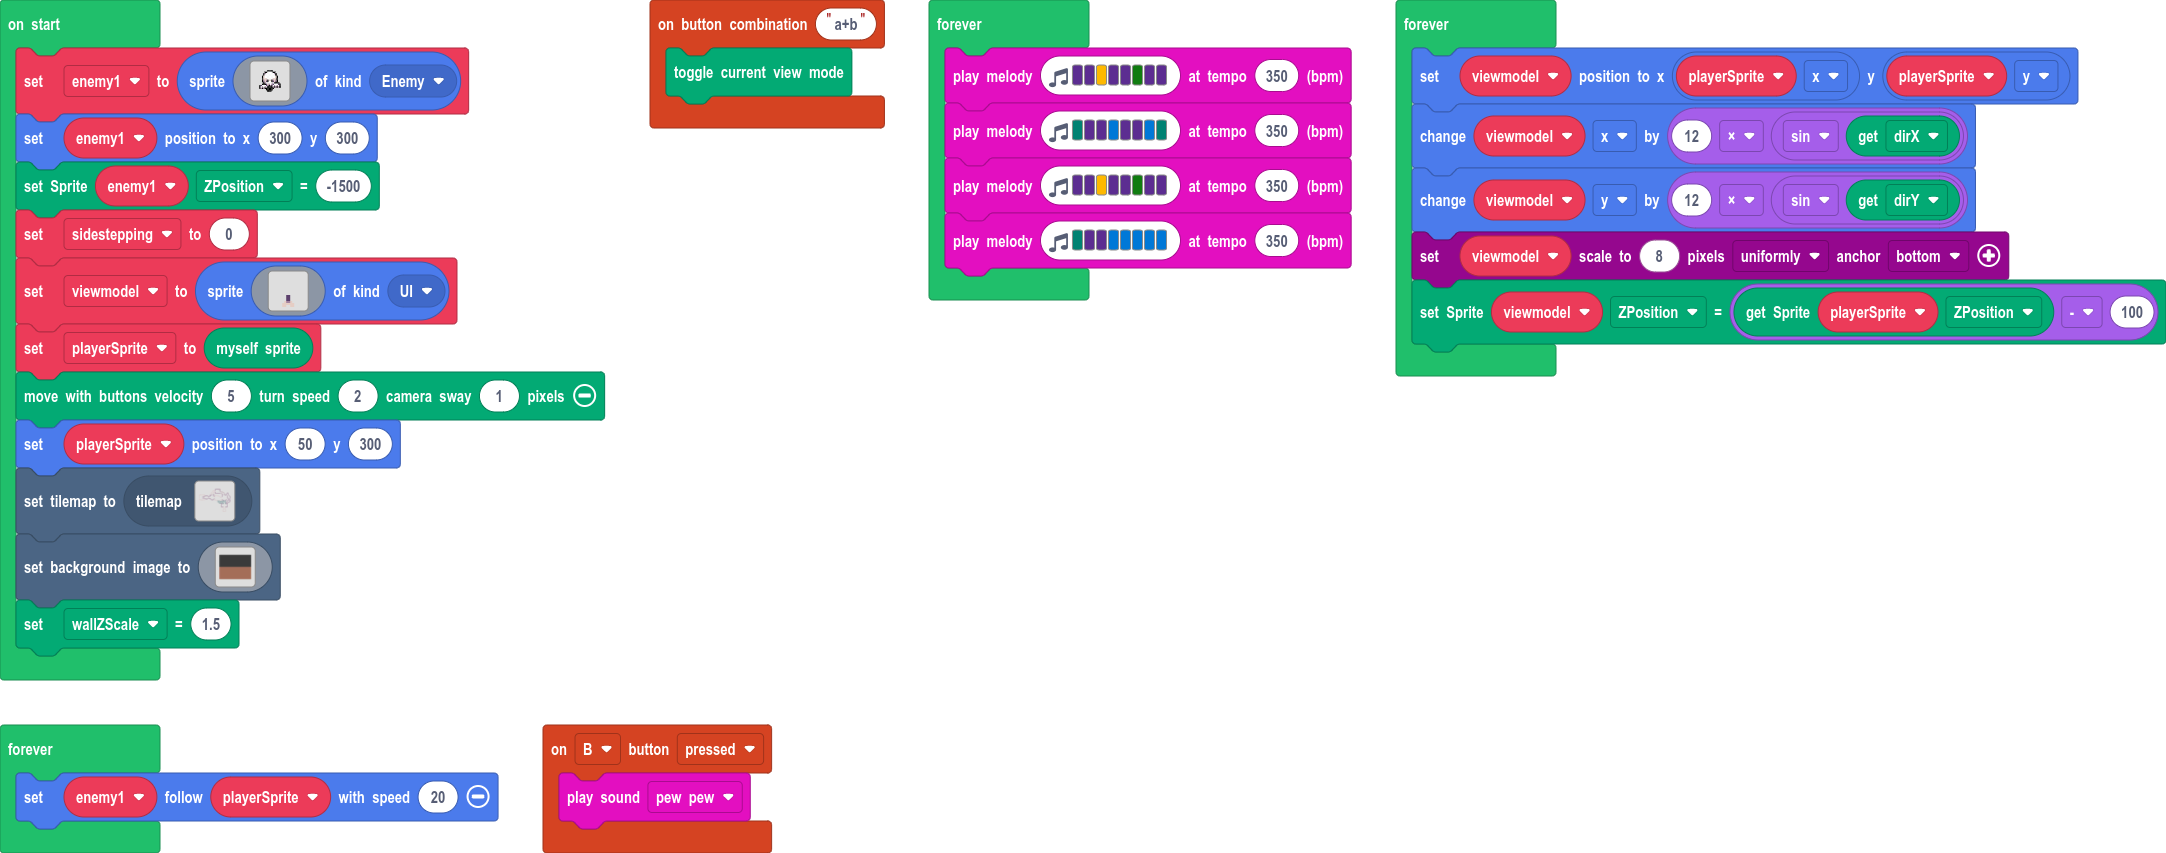 on start
set enemy1 to sprite of kind Enemy
set enemy1 position to x 300 y 300
set Sprite enemy1 ZPosition = -1500
set sidestepping to 0
set viewmodel to sprite of kind UI
set playerSprite to myself sprite
move with buttons velocity 5 turn speed 2 camera sway 1 pixels
set playerSprite position to x 50 y 300
set tilemap to tilemap
set background image to
set wallZScale = 1.5
on button combination "a+b"
toggle current view mode
forever
play melody at tempo 350 (bpm)
play melody at tempo 350 (bpm)
play melody at tempo 350 (bpm)
play melody at tempo 350 (bpm)
forever
set viewmodel position to x playerSprite x y playerSprite y
change viewmodel x by 12 × sin get dirX
change viewmodel y by 12 × sin get dirY
set viewmodel scale to 8 pixels uniformly anchor bottom
set Sprite viewmodel ZPosition = get Sprite playerSprite ZPosition - 100
forever
set enemy1 follow playerSprite with speed 20
on B button pressed
play sound pew pew